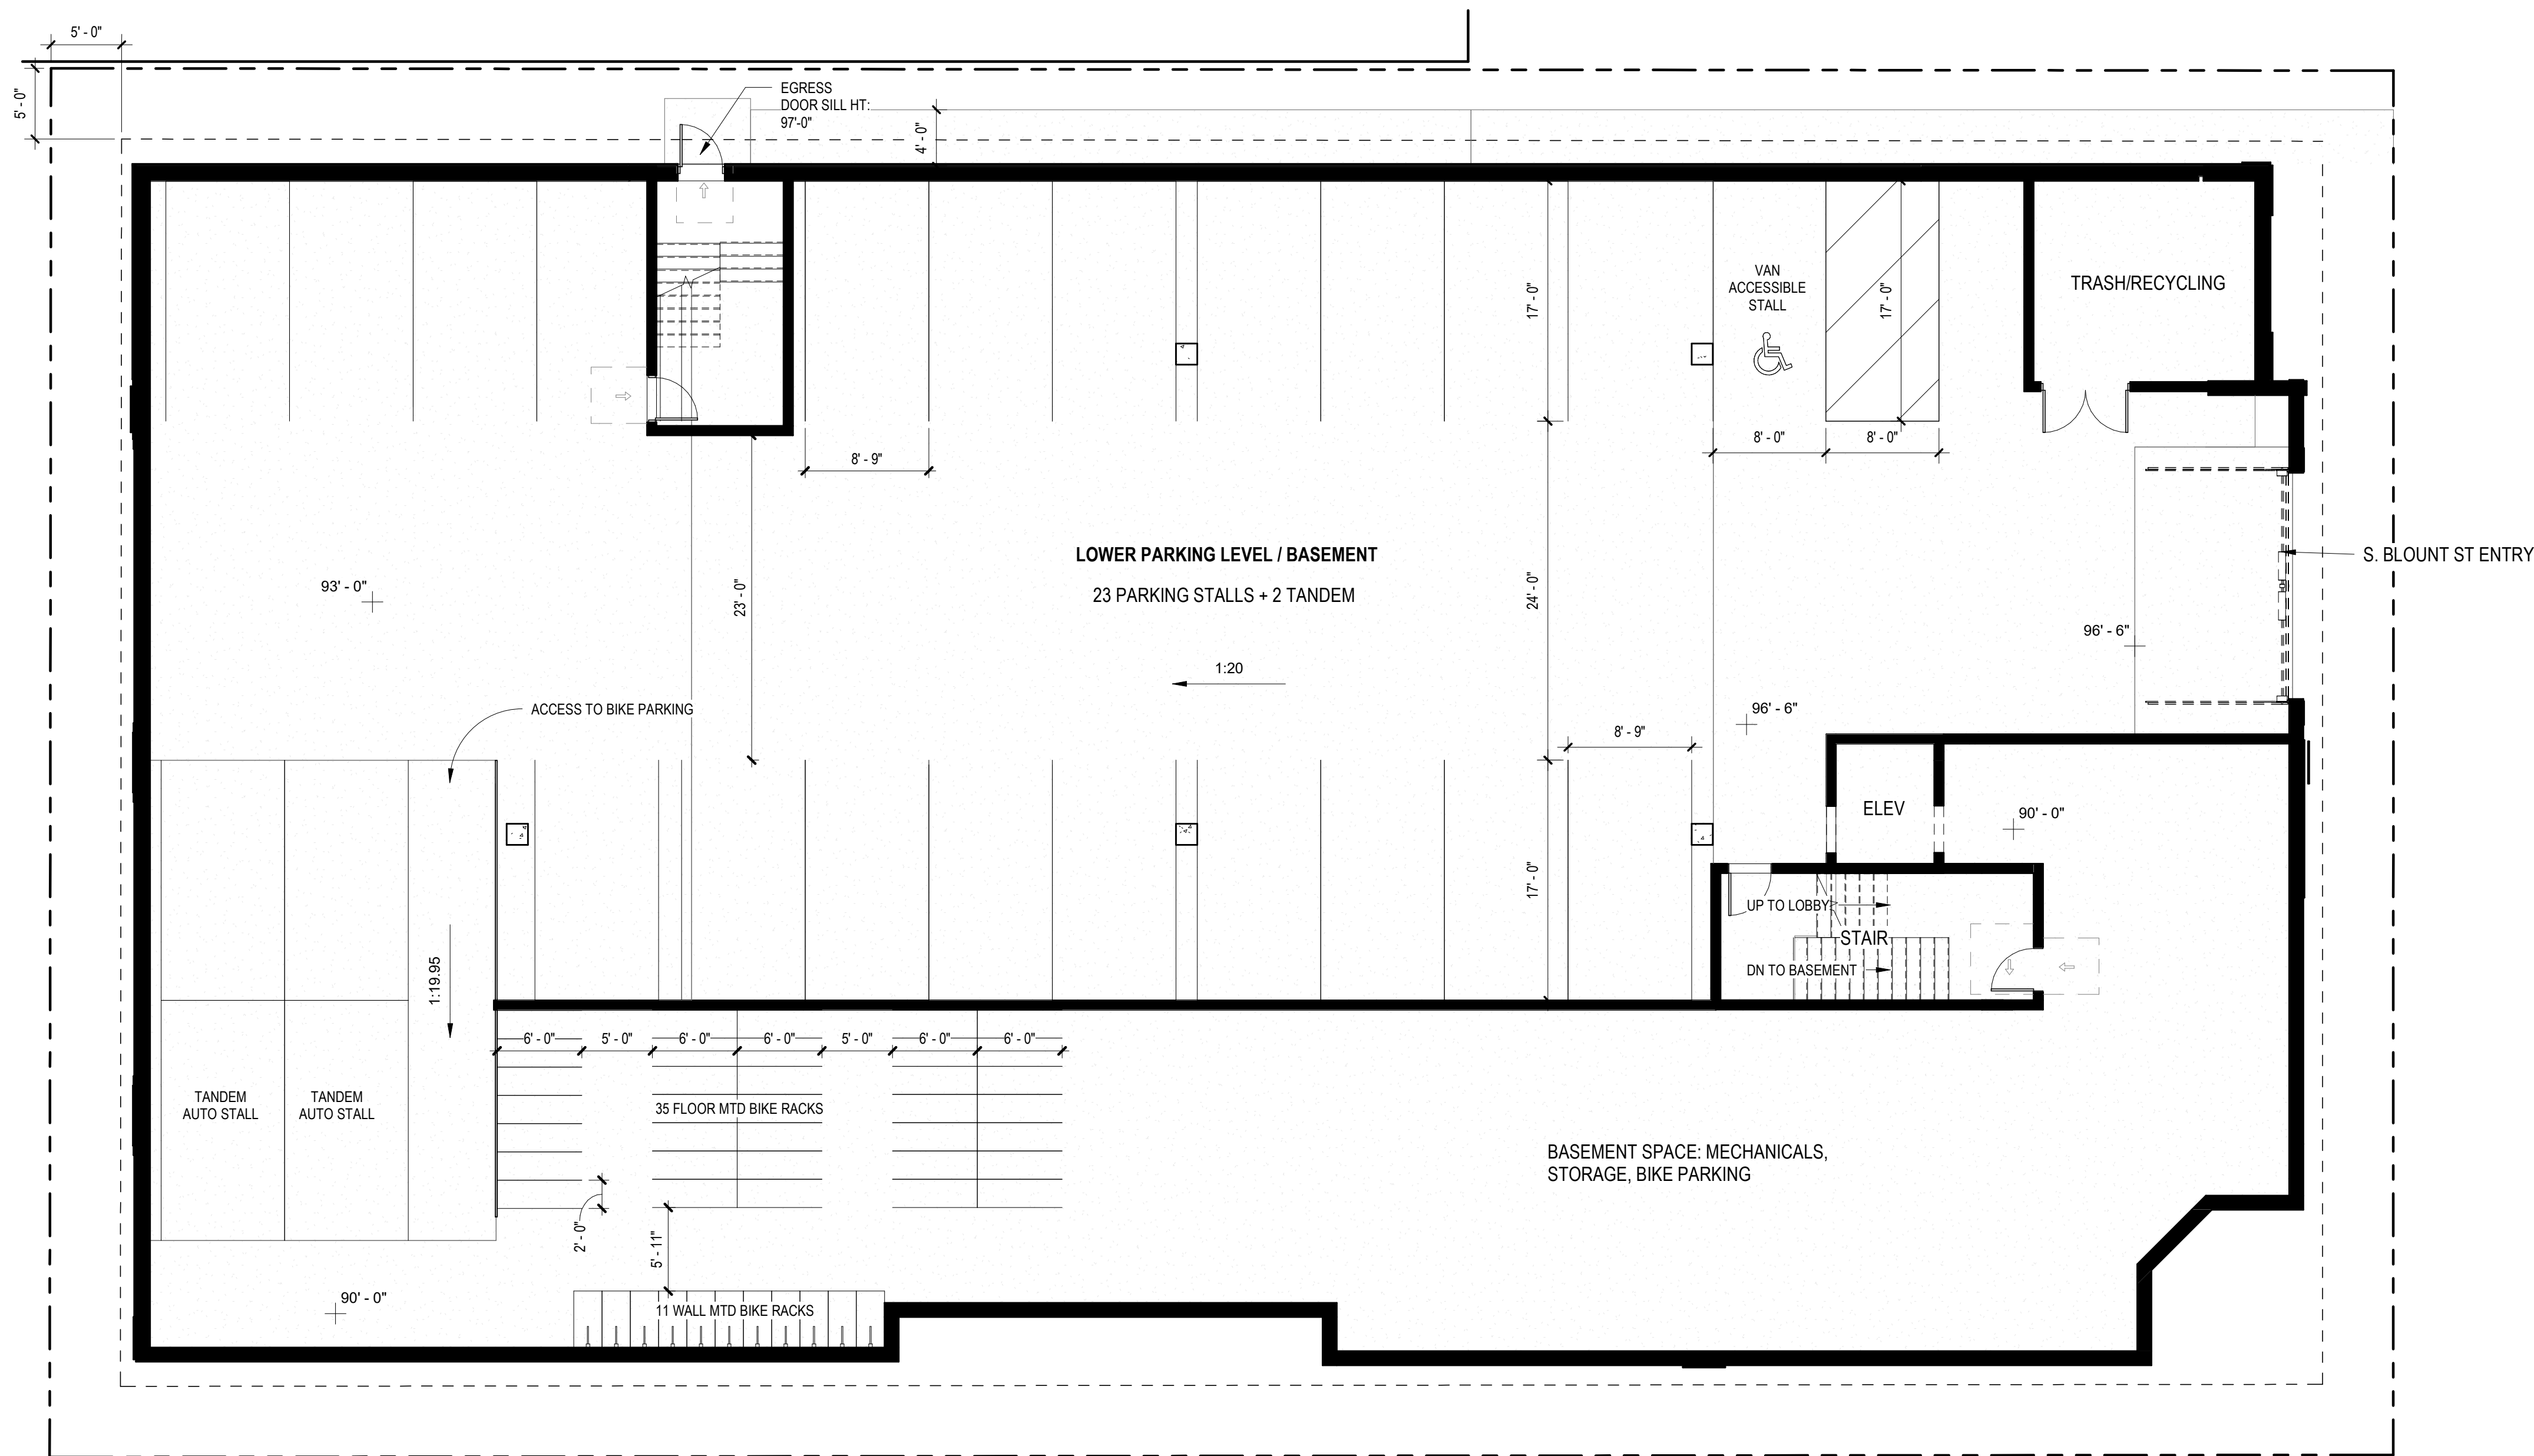 5' - 0"
5' - 0"
EGRESS
DOOR SILL HT:
97'-0"
4' - 0"
VAN
ACCESSIBLE
STALL
17' - 0"
17' - 0"
TRASH/RECYCLING
8' - 0"
8' - 0"
8' - 9"
LOWER PARKING LEVEL / BASEMENT
S. BLOUNT ST ENTRY
93' - 0"
23' - 0"
23 PARKING STALLS + 2 TANDEM
24' - 0"
96' - 6"
1:20
ACCESS TO BIKE PARKING
96' - 6"
8' - 9"
ELEV
90' - 0"
17' - 0"
UP TO LOBBY
STAIR
DN TO BASEMENT
1:19.95
6' - 0"
5' - 0"
6' - 0"
6' - 0"
5' - 0"
6' - 0"
6' - 0"
TANDEM
AUTO STALL
TANDEM
AUTO STALL
35 FLOOR MTD BIKE RACKS
BASEMENT SPACE: MECHANICALS,
STORAGE, BIKE PARKING
2' - 0"
5' - 11"
90' - 0"
11 WALL MTD BIKE RACKS